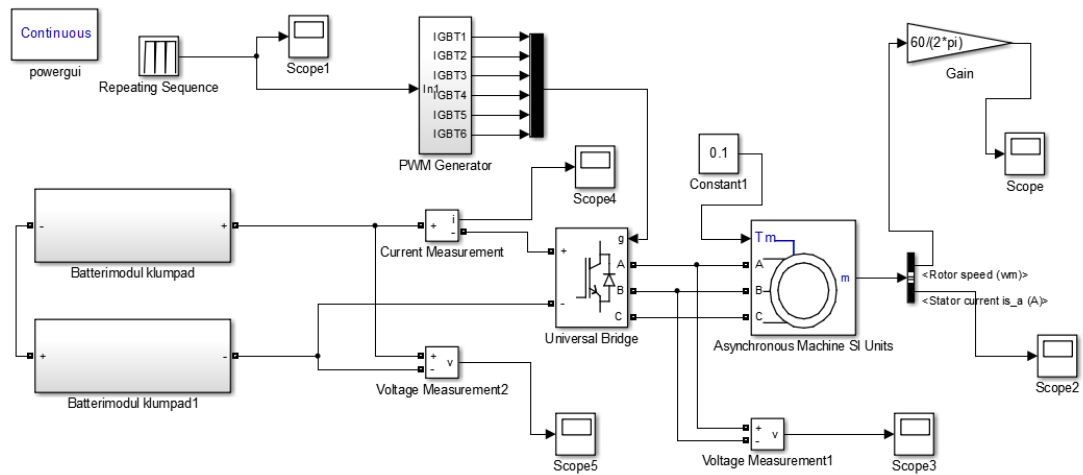 Continuous
powergui
Repeating Sequence
Scope1
In1
IGBT1
IGBT2
IGBT3
IGBT4
IGBT5
IGBT6
PWM Generator
60/(2*pi)
Gain
Scope
0.1
Constant1
Scope4
-
+
Batterimodul klumpad
+
i
-
Current Measurement
g
+
-
A
B
C
Universal Bridge
Tm
A
B
C
m
Asynchronous Machine SI Units
<Rotor speed (wm)>
<Stator current is_a (A)>
Scope2
+
-
Batterimodul klumpad1
+
-
v
Voltage Measurement2
Scope5
+
-
v
Voltage Measurement1
Scope3